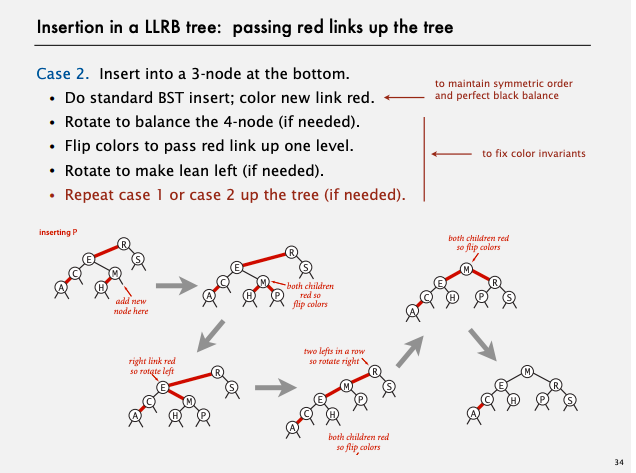 Insertion in a LLRB tree: passing red links up the tree
Case 2. Insert into a 3-node at the bottom.
• Do standard BST insert; color new link red.
to maintain symmetric order
and perfect black balance
• Rotate to balance the 4-node (if needed).
• Flip colors to pass red link up one level.
to fix color invariants
• Rotate to make lean left (if needed).
• Repeat case 1 or case 2 up the tree (if needed).
inserting P
R
E
S
C
M
A
H
add new
node here
R
E
S
C
M
A
H
P
both children
red so
flip colors
right link red
so rotate left
R
E
S
C
M
A
H
P
two lefts in a row
so rotate right
R
M
S
E
P
C
H
A
both children red
so flip colors
both children red
so flip colors
M
E
R
C
H
P
S
A
M
E
R
C
H
P
S
A
34